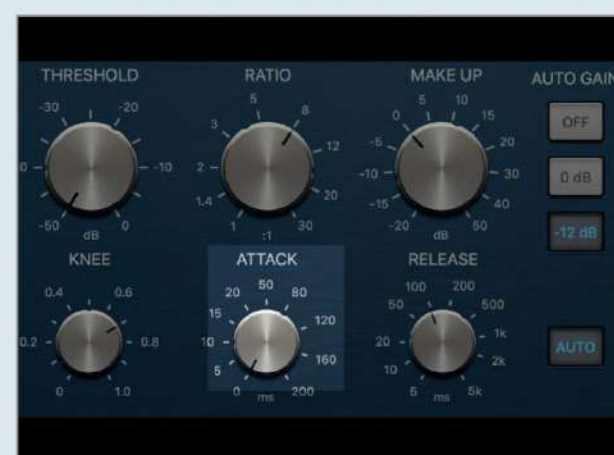 THRESHOLD
-30 -20
0 -10
-50 0
dB
RATIO
5 8
3 12
2
1.4 20
1 30
:1
MAKE UP
5 10
0 15
-5 20
-10 30
-15 40
-20 50
dB
AUTO GAIN
OFF
0 dB
-12 dB
KNEE
0.4 0.6
0.2 0.8
0 1.0
ATTACK
50
20 80
15 120
10
5 160
0 200
ms
RELEASE
100 200
50 500
20 1k
10 2k
5 5k
ms
AUTO